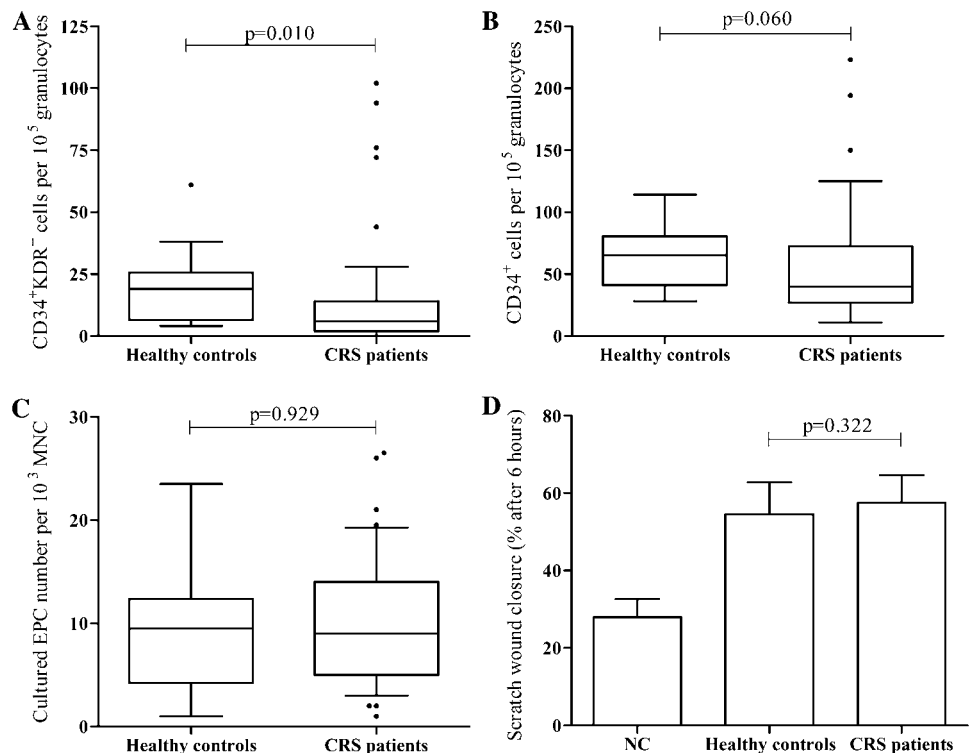 A
p=0.010
CD34⁺KDR⁻ cells per 10⁵ granulocytes
125
100
75
50
25
0
Healthy controls
CRS patients
B
p=0.060
CD34⁺ cells per 10⁵ granulocytes
250
200
150
100
50
0
Healthy controls
CRS patients
C
p=0.929
Cultured EPC number per 10³ MNC
30
20
10
0
Healthy controls
CRS patients
D
p=0.322
Scratch wound closure (% after 6 hours)
80
60
40
20
0
NC
Healthy controls
CRS patients